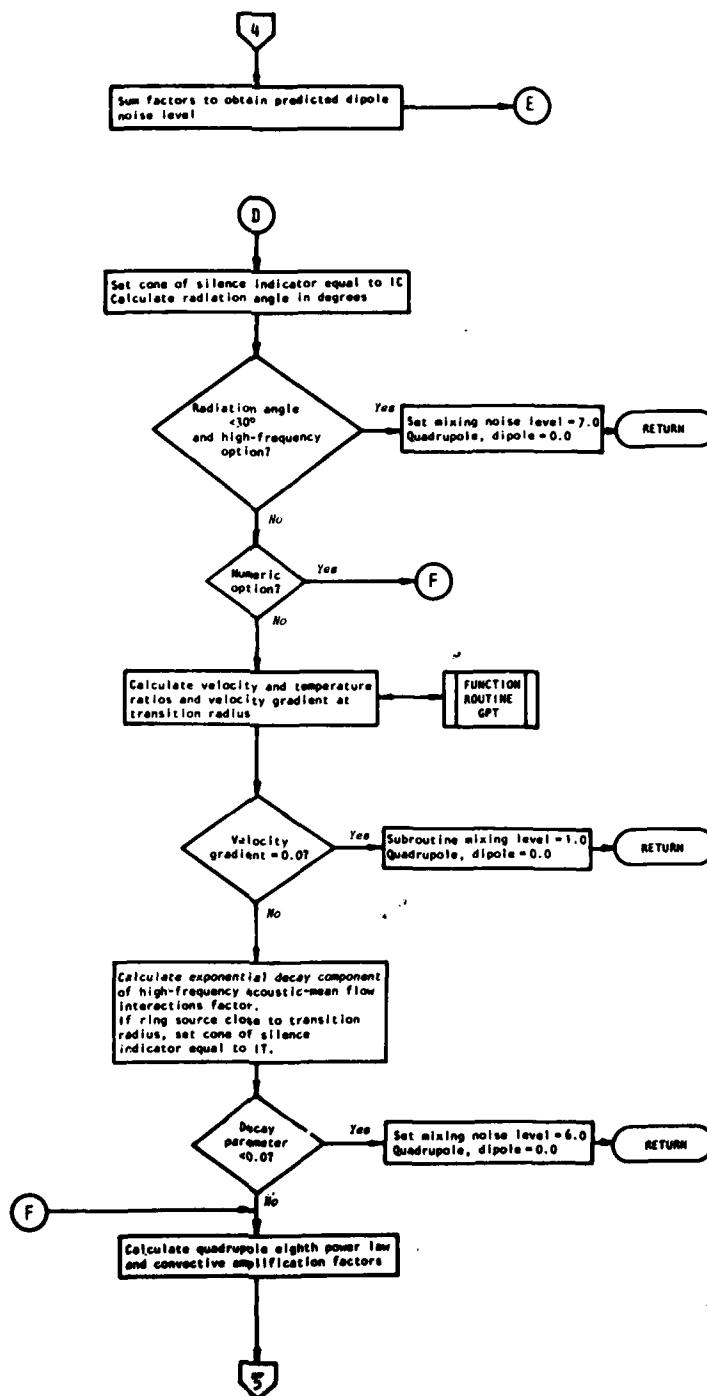 4
Sum factors to obtain predicted dipole
noise level
E
D
Set cone of silence indicator equal to IC
Calculate radiation angle in degrees
Radiation angle
<30°
and high-frequency
option?
Yes
Set mixing noise level = 7.0
Quadrupole, dipole = 0.0
RETURN
No
Numeric
option?
Yes
F
No
Calculate velocity and temperature
ratios and velocity gradient at
transition radius
FUNCTION
ROUTINE
GPT
Velocity
gradient = 0.0?
Yes
Subroutine mixing level = 1.0
Quadrupole, dipole = 0.0
RETURN
No
Calculate exponential decay component
of high-frequency acoustic-mean flow
interactions factor.
If ring source close to transition
radius, set cone of silence
indicator equal to IT.
Decay
parameter
<0.0?
Yes
Set mixing noise level = 6.0
Quadrupole, dipole = 0.0
RETURN
No
F
Calculate quadrupole eighth power law
and convective amplification factors
5